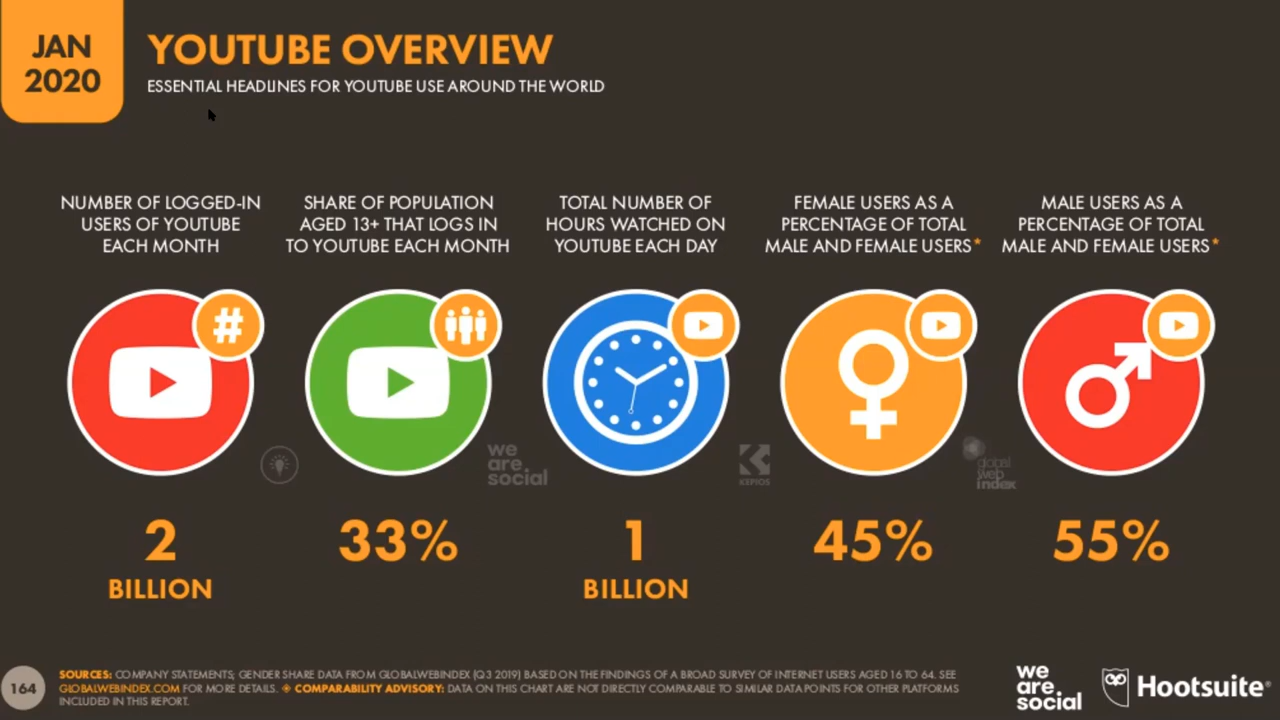 JAN
2020
YOUTUBE OVERVIEW
ESSENTIAL HEADLINES FOR YOUTUBE USE AROUND THE WORLD
NUMBER OF LOGGED-IN
USERS OF YOUTUBE
EACH MONTH
SHARE OF POPULATION
AGED 13+ THAT LOGS IN
TO YOUTUBE EACH MONTH
TOTAL NUMBER OF
HOURS WATCHED ON
YOUTUBE EACH DAY
FEMALE USERS AS A
PERCENTAGE OF TOTAL
MALE AND FEMALE USERS*
MALE USERS AS A
PERCENTAGE OF TOTAL
MALE AND FEMALE USERS*
#
we
are
social
KEPIOS
global
web
index
2
BILLION
33%
1
BILLION
45%
55%
164
SOURCES: COMPANY STATEMENTS; GENDER SHARE DATA FROM GLOBALWEBINDEX (Q3 2019) BASED ON THE FINDINGS OF A BROAD SURVEY OF INTERNET USERS AGED 16 TO 64. SEE
GLOBALWEBINDEX.COM FOR MORE DETAILS. ◈ COMPARABILITY ADVISORY: DATA ON THIS CHART ARE NOT DIRECTLY COMPARABLE TO SIMILAR DATA POINTS FOR OTHER PLATFORMS
INCLUDED IN THIS REPORT.
we
are
social
Hootsuite®